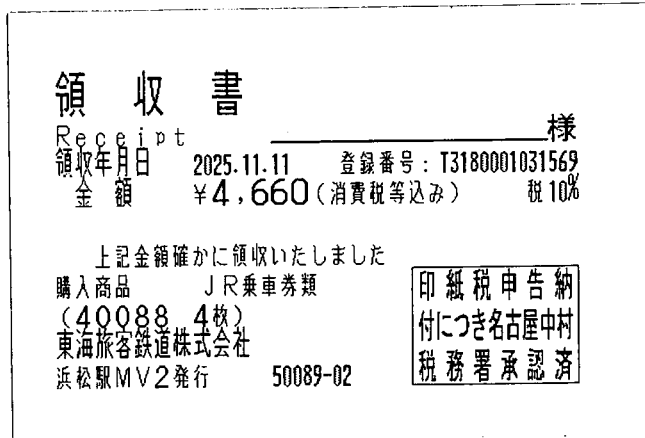 領収書
Receipt 様
領収年月日 2025.11.11 登録番号：T3180001031569
金額 ￥4,660（消費税等込み） 税10%
上記金額確かに領収いたしました
購入商品 ＪＲ乗車券類
（40088 4枚）
東海旅客鉄道株式会社
浜松駅MV2発行 50089-02
印紙税申告納
付につき名古屋中村
税務署承認済